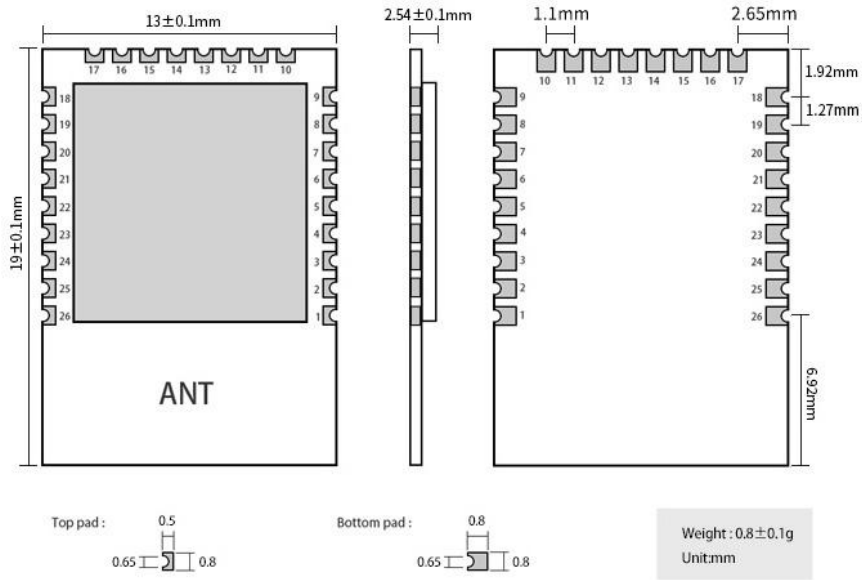 13±0.1mm
2.54±0.1mm
1.1mm
2.65mm
17 16 15 14 13 12 11 10
10 11 12 13 14 15 16 17
1.92mm
1.27mm
18 9
19 8
20 7
21 6
22 5
23 4
24 3
25 2
26 1
9 18
8 19
7 20
6 21
5 22
4 23
3 24
2 25
1 26
19±0.1mm
6.92mm
ANT
Top pad : 0.5
0.65 0.8
Bottom pad : 0.8
0.65 0.8
Weight : 0.8±0.1g
Unit:mm